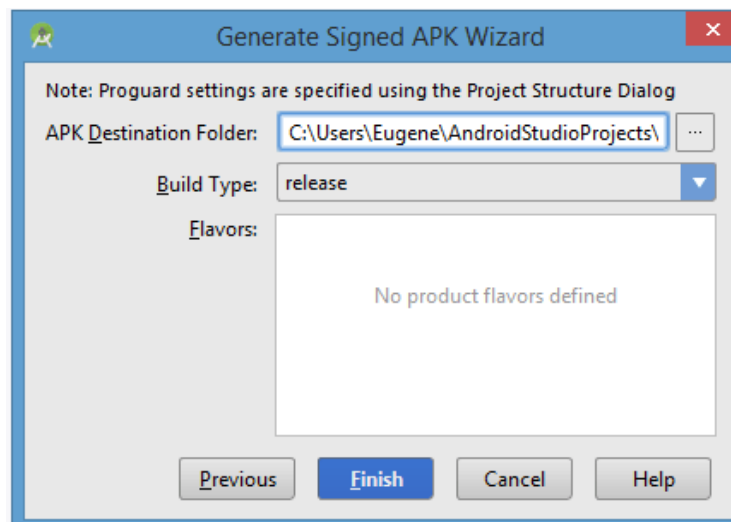 Generate Signed APK Wizard
Note: Proguard settings are specified using the Project Structure Dialog
APK Destination Folder: C:\Users\Eugene\AndroidStudioProjects\ ...
Build Type: release
Flavors:
No product flavors defined
Previous Finish Cancel Help